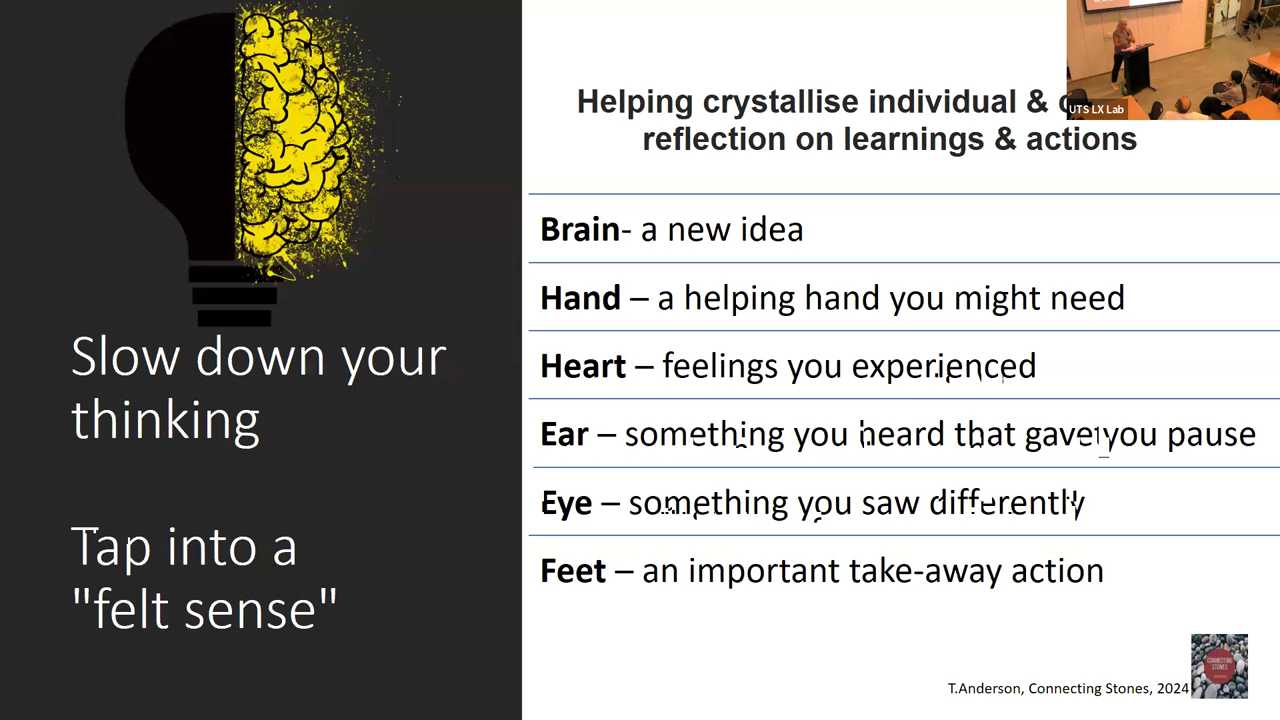 Helping crystallise individual &
reflection on learnings & actions
UTS LX Lab
Slow down your
thinking
Tap into a
"felt sense"
Brain- a new idea
Hand – a helping hand you might need
Heart – feelings you experienced
Ear – something you heard that gave you pause
Eye – something you saw differently
Feet – an important take-away action
T.Anderson, Connecting Stones, 2024
CONNECTING
STONES